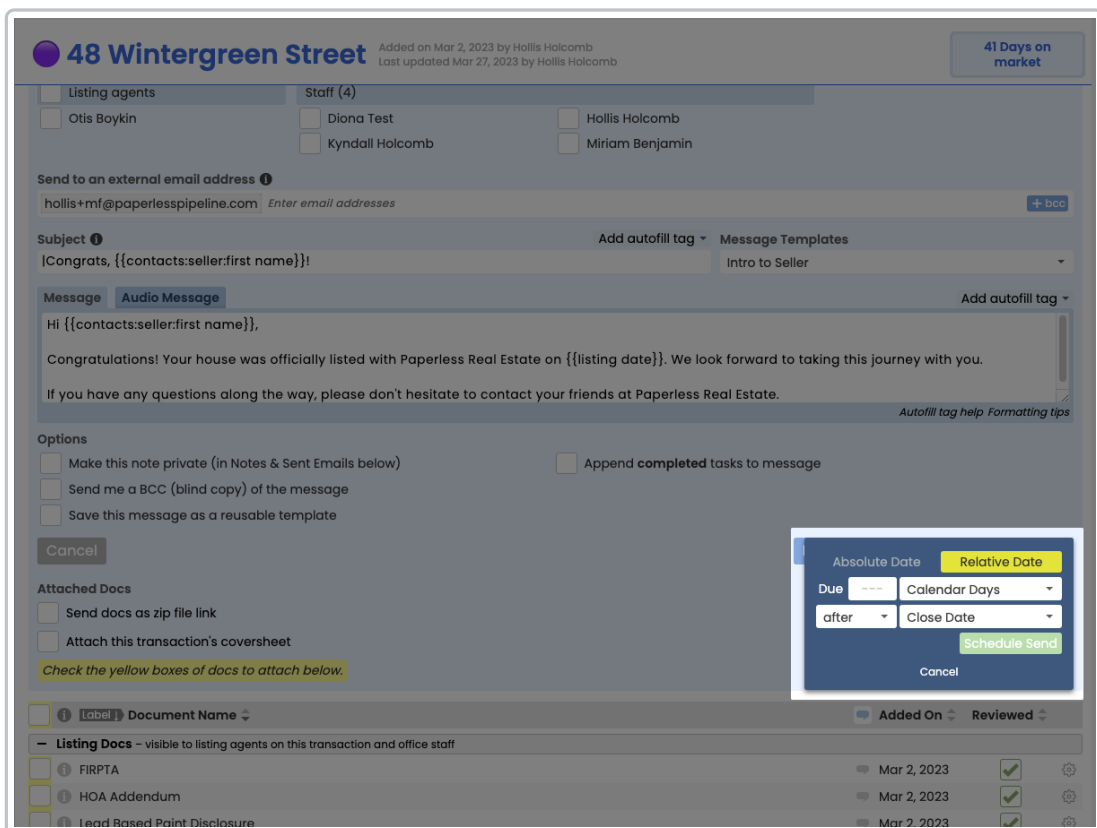 48 Wintergreen Street
Added on Mar 2, 2023 by Hollis Holcomb
Last updated Mar 27, 2023 by Hollis Holcomb
41 Days on
market
Listing agents
Staff (4)
Otis Boykin
Diona Test
Hollis Holcomb
Kyndall Holcomb
Miriam Benjamin
Send to an external email address
hollis+mf@paperlesspipeline.com Enter email addresses
+ bcc
Subject
Add autofill tag
Message Templates
Congrats, {{contacts:seller:first name}}!
Intro to Seller
Message
Audio Message
Add autofill tag
Hi {{contacts:seller:first name}},
Congratulations! Your house was officially listed with Paperless Real Estate on {{listing date}}. We look forward to taking this journey with you.
If you have any questions along the way, please don't hesitate to contact your friends at Paperless Real Estate.
Autofill tag help Formatting tips
Options
Make this note private (in Notes & Sent Emails below)
Append completed tasks to message
Send me a BCC (blind copy) of the message
Save this message as a reusable template
Cancel
Absolute Date
Relative Date
Due --- Calendar Days
after Close Date
Schedule Send
Cancel
Attached Docs
Send docs as zip file link
Attach this transaction's coversheet
Check the yellow boxes of docs to attach below.
Label Document Name
Added On
Reviewed
– Listing Docs – visible to listing agents on this transaction and office staff
FIRPTA
Mar 2, 2023
HOA Addendum
Mar 2, 2023
Lead Based Paint Disclosure
Mar 2, 2023